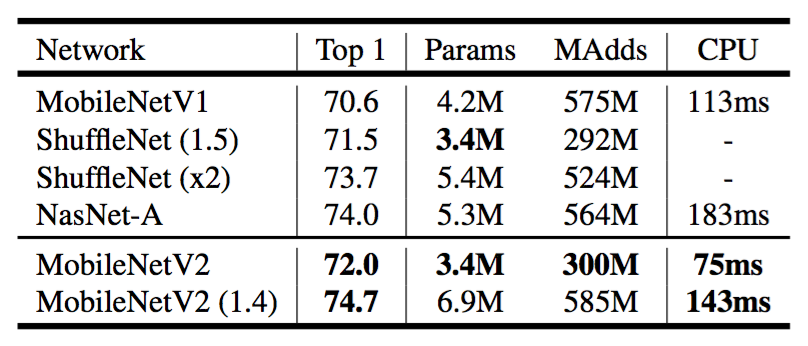 Network Top 1 Params MAdds CPU
MobileNetV1 70.6 4.2M 575M 113ms
ShuffleNet (1.5) 71.5 3.4M 292M -
ShuffleNet (x2) 73.7 5.4M 524M -
NasNet-A 74.0 5.3M 564M 183ms
MobileNetV2 72.0 3.4M 300M 75ms
MobileNetV2 (1.4) 74.7 6.9M 585M 143ms